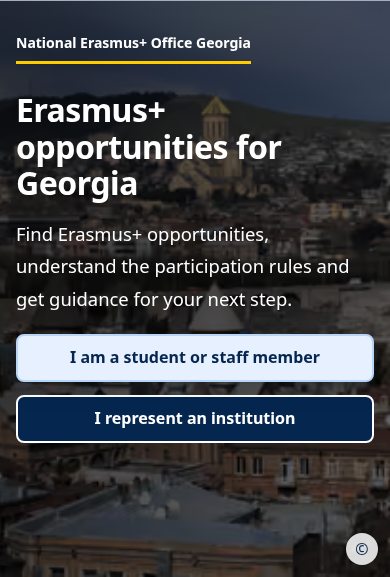 National Erasmus+ Office Georgia
Erasmus+
opportunities for
Georgia
Find Erasmus+ opportunities,
understand the participation rules and
get guidance for your next step.
I am a student or staff member
I represent an institution
©